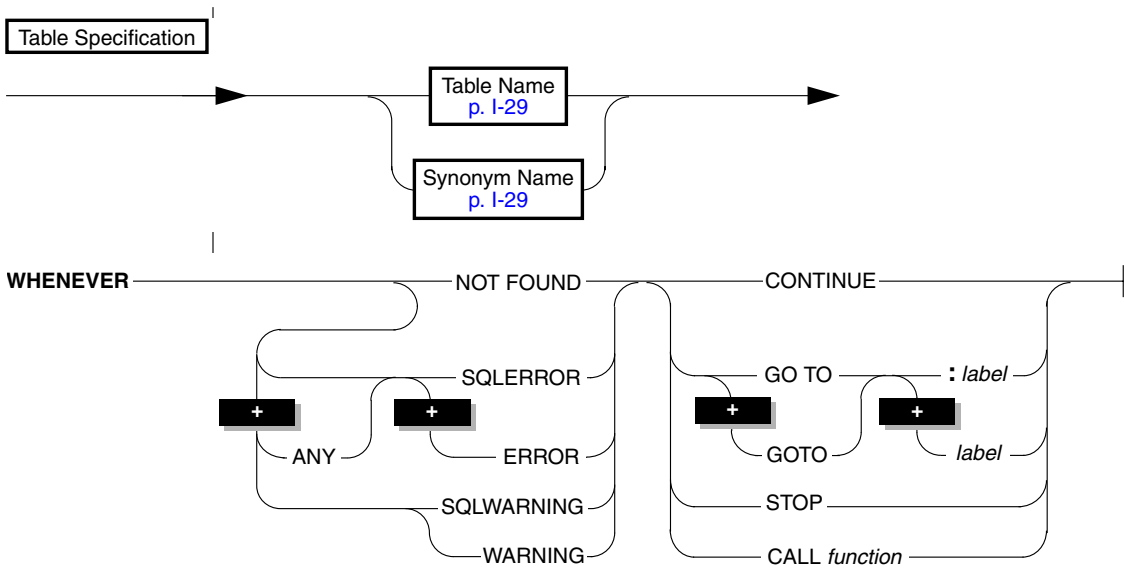 Table Specification
Table Name
p. I-29
Synonym Name
p. I-29
WHENEVER NOT FOUND CONTINUE
SQLERROR GO TO : label
+ + + +
ANY ERROR GOTO label
SQLWARNING STOP
WARNING CALL function